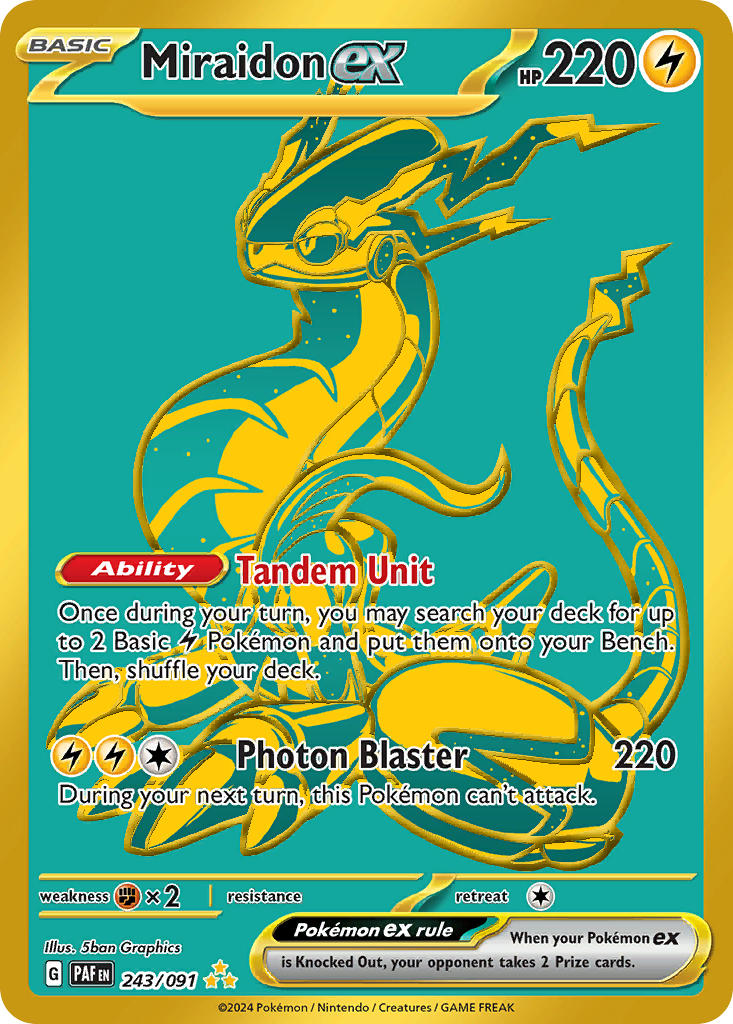 BASIC Miraidon ex HP 220
Ability Tandem Unit
Once during your turn, you may search your deck for up
to 2 Basic Pokémon and put them onto your Bench.
Then, shuffle your deck.
Photon Blaster 220
During your next turn, this Pokémon can't attack.
weakness ×2 resistance retreat
Illus. 5ban Graphics
Pokémon ex rule When your Pokémon ex
is Knocked Out, your opponent takes 2 Prize cards.
G PAF EN 243/091
©2024 Pokémon / Nintendo / Creatures / GAME FREAK